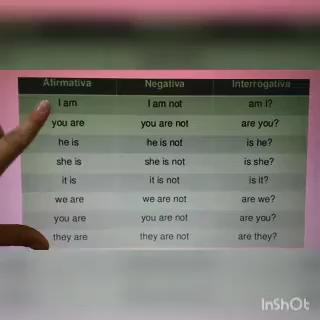 Afirmativa Negativa Interrogativa
I am I am not am I?
you are you are not are you?
he is he is not is he?
she is she is not is she?
it is it is not is it?
we are we are not are we?
you are you are not are you?
they are they are not are they?
InShOt